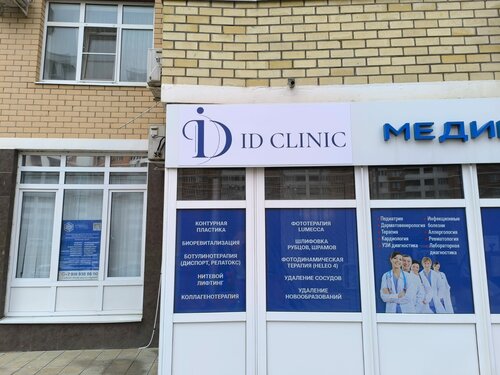 ID ID CLINIC
МЕДИ
КОНТУРНАЯ
ПЛАСТИКА
БИОРЕВИТАЛИЗАЦИЯ
БОТУЛИНОТЕРАПИЯ
(ДИСПОРТ, РЕЛАТОКС)
НИТЕВОЙ
ЛИФТИНГ
КОЛЛАГЕНОТЕРАПИЯ
ФОТОТЕРАПИЯ
LUMECCA
ШЛИФОВКА
РУБЦОВ, ШРАМОВ
ФОТОДИНАМИЧЕСКАЯ
ТЕРАПИЯ (HELEO 4)
УДАЛЕНИЕ СОСУДОВ
УДАЛЕНИЕ
НОВООБРАЗОВАНИЙ
Педиатрия
Дерматовенерология
Терапия
Кардиология
УЗИ диагностика
Инфекционные
болезни
Аллергология
Ревматология
Лабораторная
диагностика